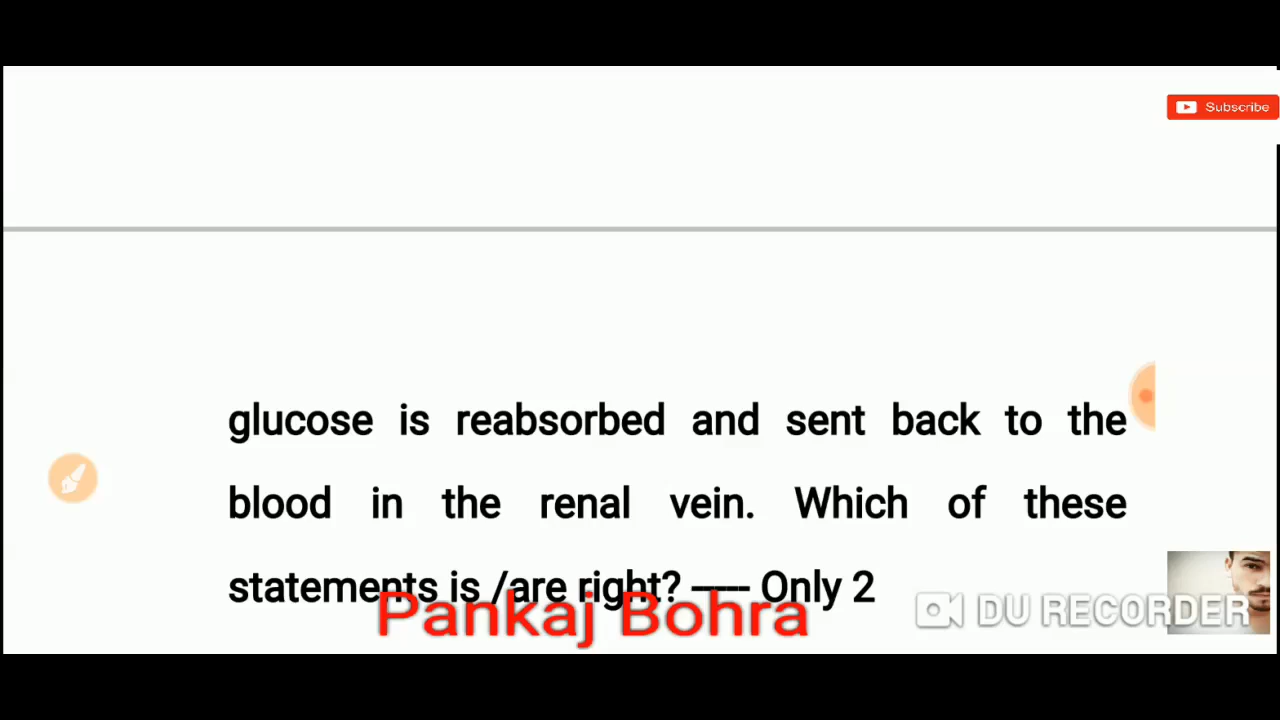 Subscribe
glucose is reabsorbed and sent back to the
blood in the renal vein. Which of these
statements is /are right? ----- Only 2
Pankaj Bohra
DU RECORDER